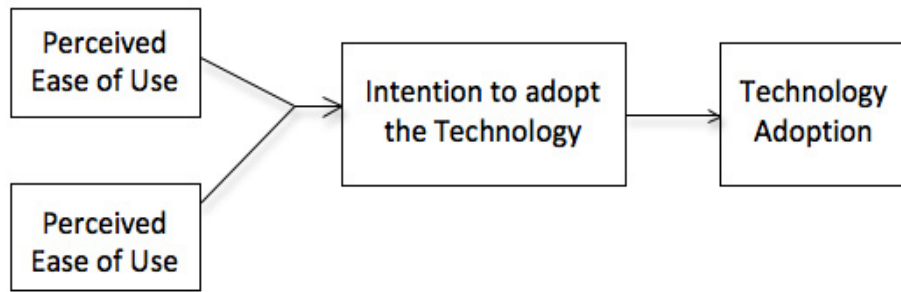 Perceived
Ease of Use
Intention to adopt
the Technology
Technology
Adoption
Perceived
Ease of Use